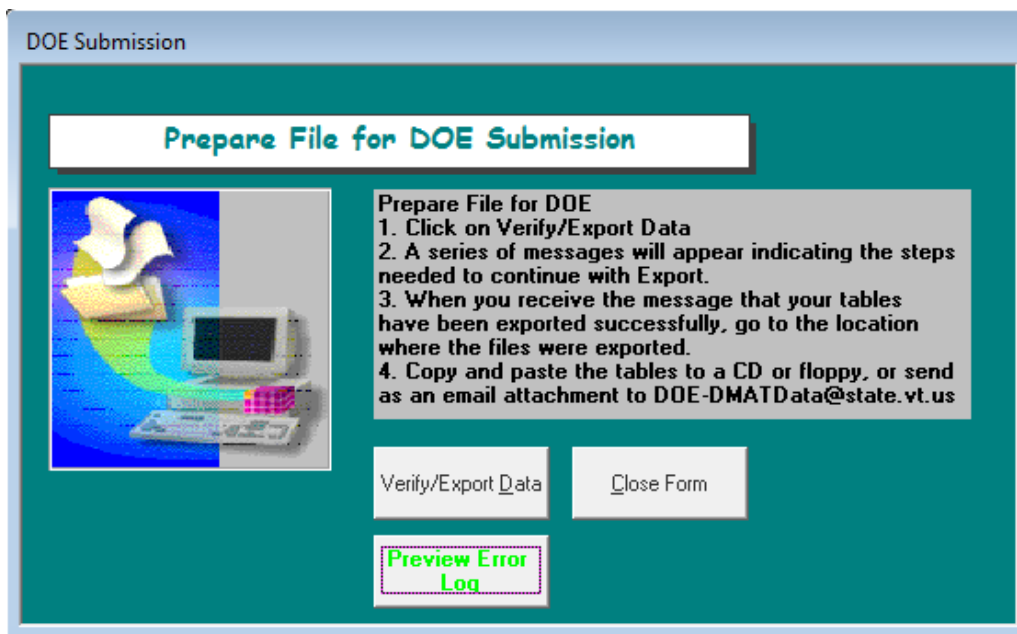 DOE Submission
Prepare File for DOE Submission
Prepare File for DOE
1. Click on Verify/Export Data
2. A series of messages will appear indicating the steps
needed to continue with Export.
3. When you receive the message that your tables
have been exported successfully, go to the location
where the files were exported.
4. Copy and paste the tables to a CD or floppy, or send
as an email attachment to DOE-DMATData@state.vt.us
Verify/Export Data
Close Form
Preview Error
Log